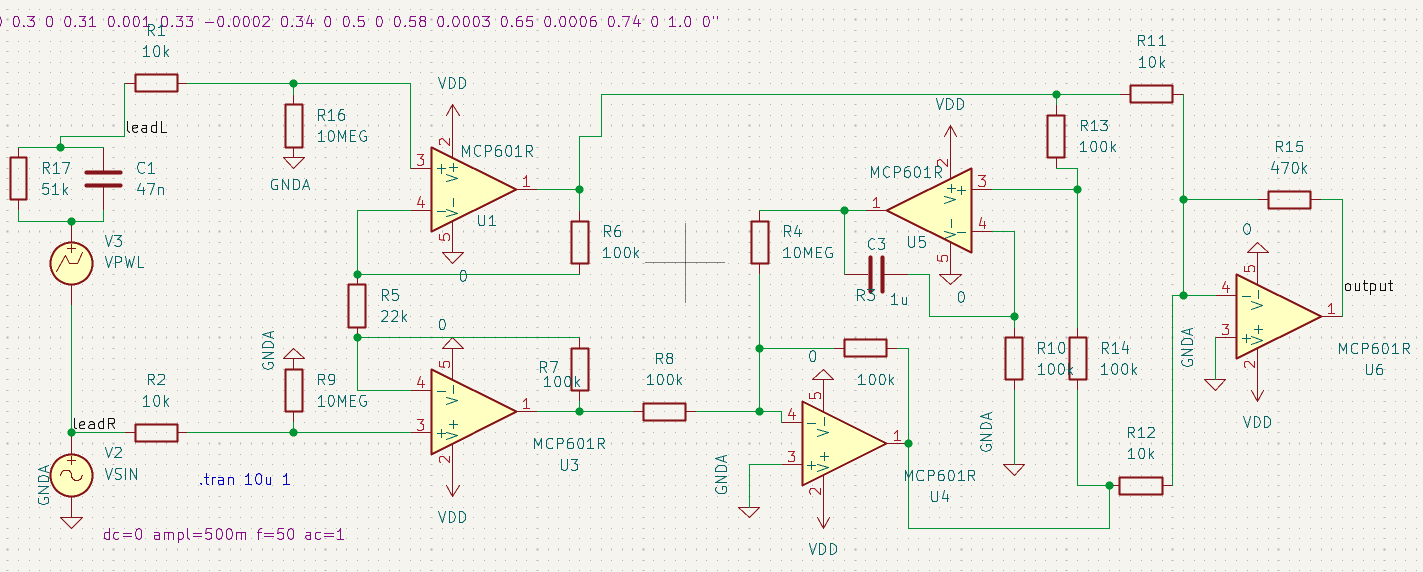 0 0.3 0 0.31 0.001 0.33 -0.0002 0.34 0 0.5 0 0.58 0.0003 0.65 0.0006 0.74 0 1.0 0"
R1
10k
leadL
R17
51k
C1
47n
V3
VPWL
R16
10MEG
GNDA
VDD
MCP601R
3
4
1
2
5
V+
V-
U1
0
R6
100k
R5
22k
GNDA
R9
10MEG
R2
10k
leadR
V2
VSIN
GNDA
.tran 10u 1
dc=0 ampl=500m f=50 ac=1
0
5
4
3
1
2
V-
V+
VDD
MCP601R
U3
R7
100k
R8
100k
R4
10MEG
C3
1u
R3
100k
VDD
MCP601R
2
3
4
1
5
V+
V-
U5
0
0
5
4
3
1
2
V-
V+
GNDA
VDD
MCP601R
U4
R10
100k
GNDA
R13
100k
R14
100k
R11
10k
R12
10k
R15
470k
0
5
4
3
1
2
V-
V+
GNDA
VDD
output
MCP601R
U6